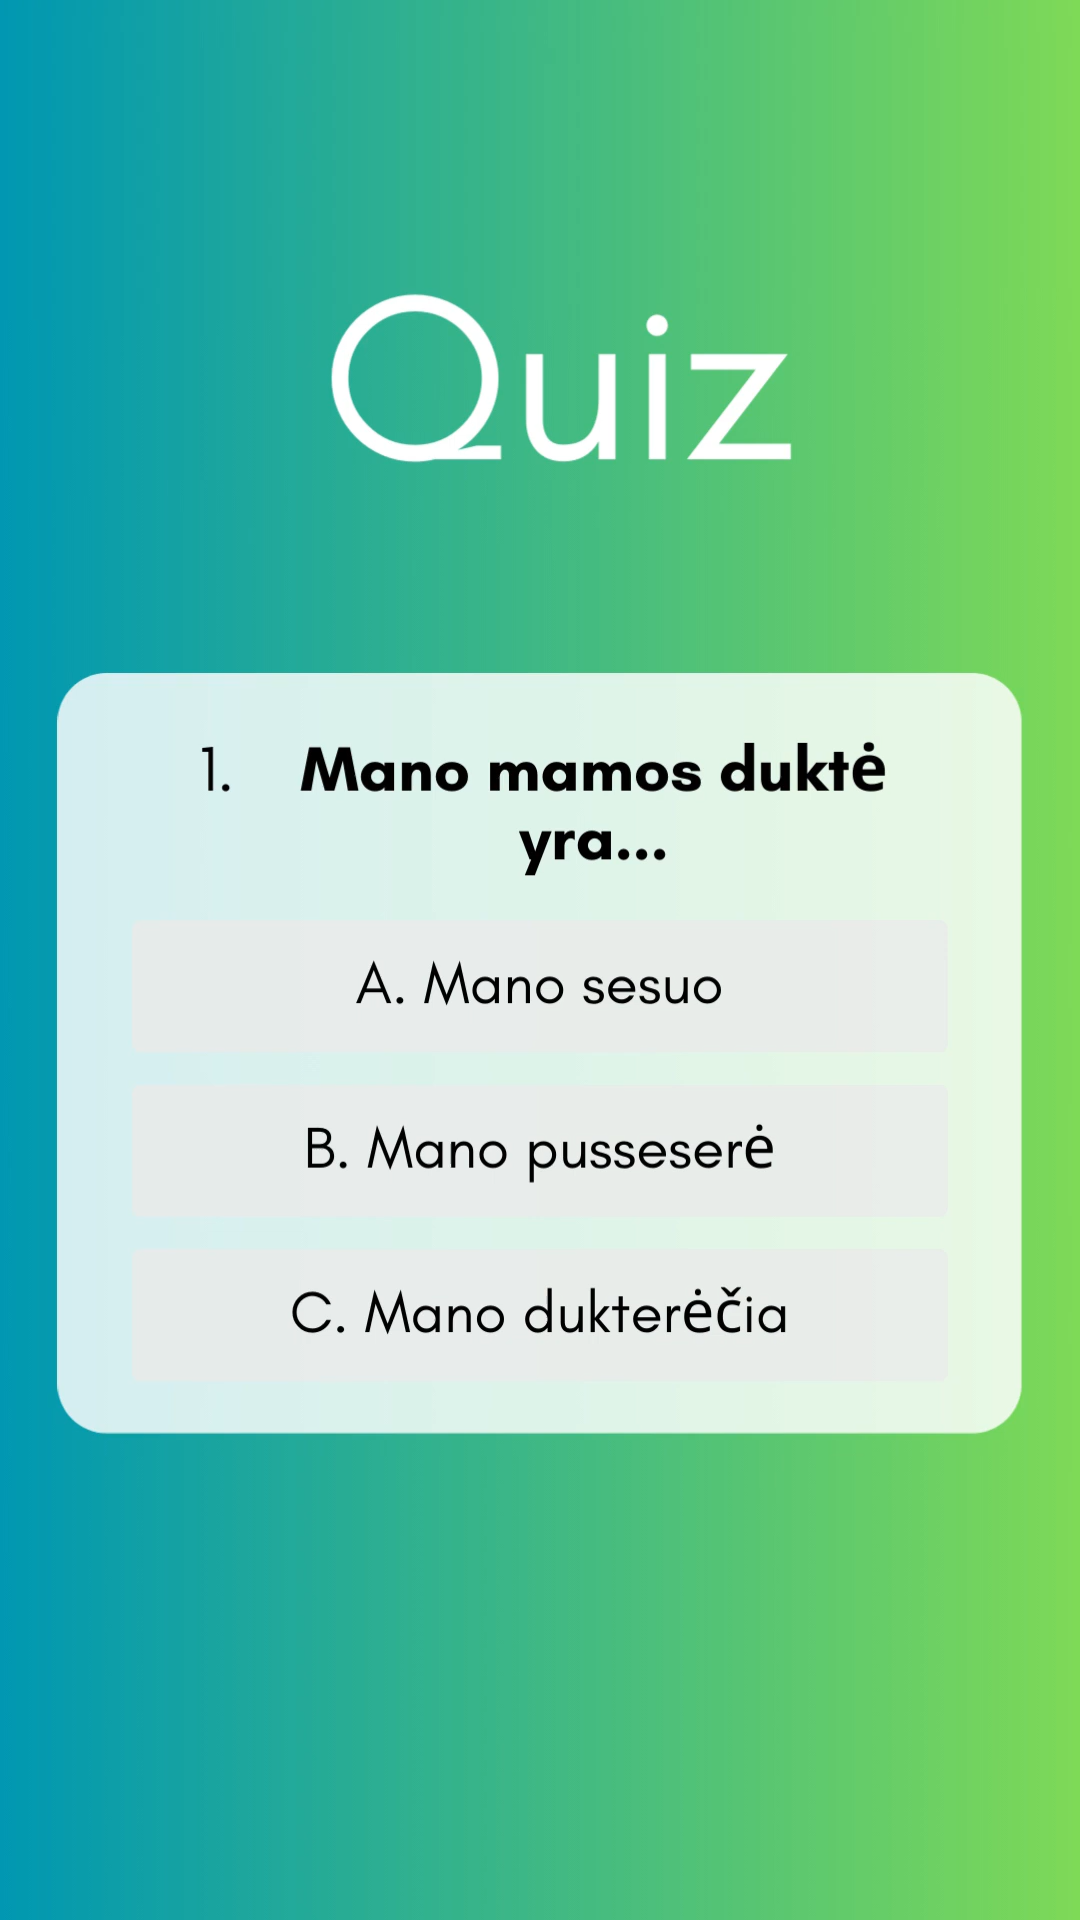 Quiz
1. Mano mamos duktė
yra...
A. Mano sesuo
B. Mano pusseserė
C. Mano dukterėčia